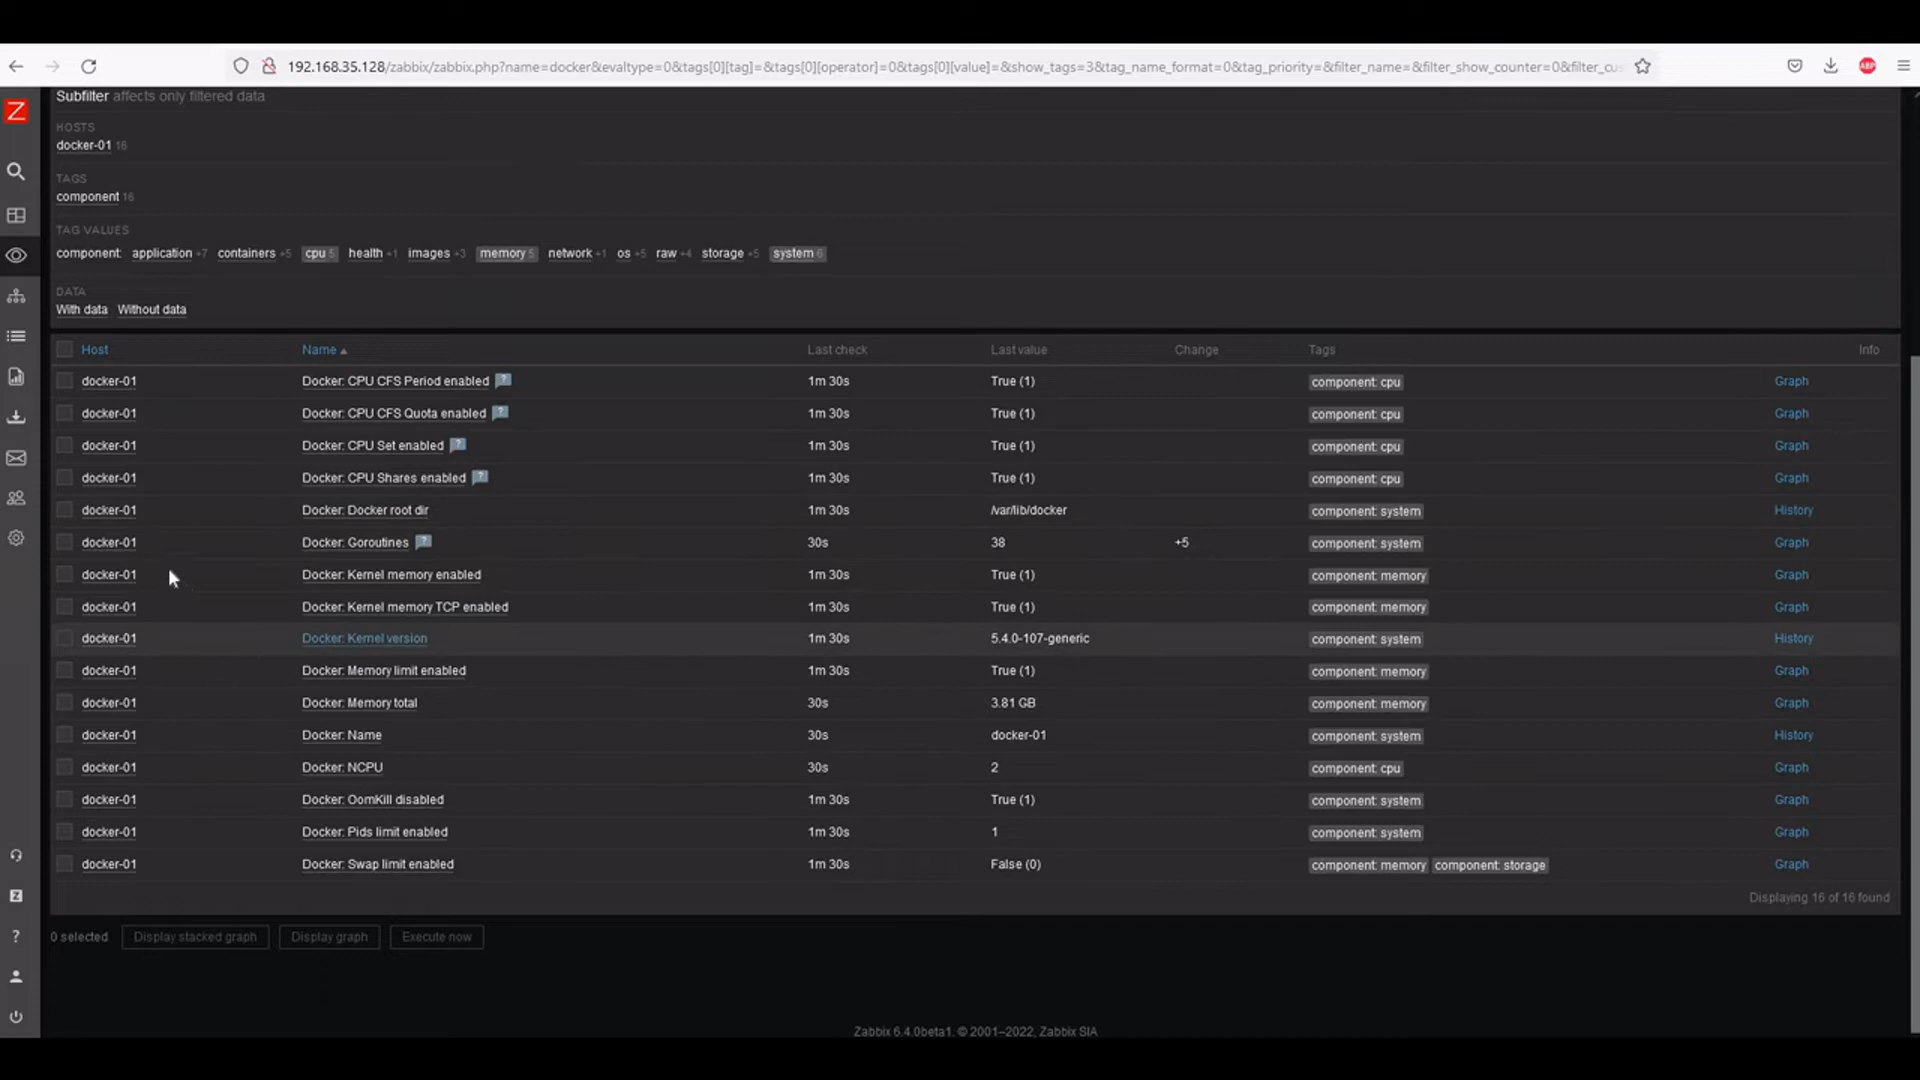 192.168.35.128/zabbix/zabbix.php?name=docker&evaltype=0&tags[0][tag]=&tags[0][operator]=0&tags[0][value]=&show_tags=3&tag_name_format=0&tag_priority=&filter_name=&filter_show_counter=0&filter_cu
ABP
Z
Subfilter affects only filtered data
HOSTS
docker-01 16
TAGS
component 16
TAG VALUES
component: application +7 containers +5 cpu 5 health +1 images +3 memory 5 network +1 os +5 raw +4 storage +5 system 6
DATA
With data Without data
Host Name Last check Last value Change Tags Info
docker-01 Docker: CPU CFS Period enabled ? 1m 30s True (1) component: cpu Graph
docker-01 Docker: CPU CFS Quota enabled ? 1m 30s True (1) component: cpu Graph
docker-01 Docker: CPU Set enabled ? 1m 30s True (1) component: cpu Graph
docker-01 Docker: CPU Shares enabled ? 1m 30s True (1) component: cpu Graph
docker-01 Docker: Docker root dir 1m 30s /var/lib/docker component: system History
docker-01 Docker: Goroutines ? 30s 38 +5 component: system Graph
docker-01 Docker: Kernel memory enabled 1m 30s True (1) component: memory Graph
docker-01 Docker: Kernel memory TCP enabled 1m 30s True (1) component: memory Graph
docker-01 Docker: Kernel version 1m 30s 5.4.0-107-generic component: system History
docker-01 Docker: Memory limit enabled 1m 30s True (1) component: memory Graph
docker-01 Docker: Memory total 30s 3.81 GB component: memory Graph
docker-01 Docker: Name 30s docker-01 component: system History
docker-01 Docker: NCPU 30s 2 component: cpu Graph
docker-01 Docker: OomKill disabled 1m 30s True (1) component: system Graph
docker-01 Docker: Pids limit enabled 1m 30s 1 component: system Graph
docker-01 Docker: Swap limit enabled 1m 30s False (0) component: memory component: storage Graph
Displaying 16 of 16 found
0 selected Display stacked graph Display graph Execute now
Z
?
Zabbix 6.4.0beta1. © 2001–2022, Zabbix SIA